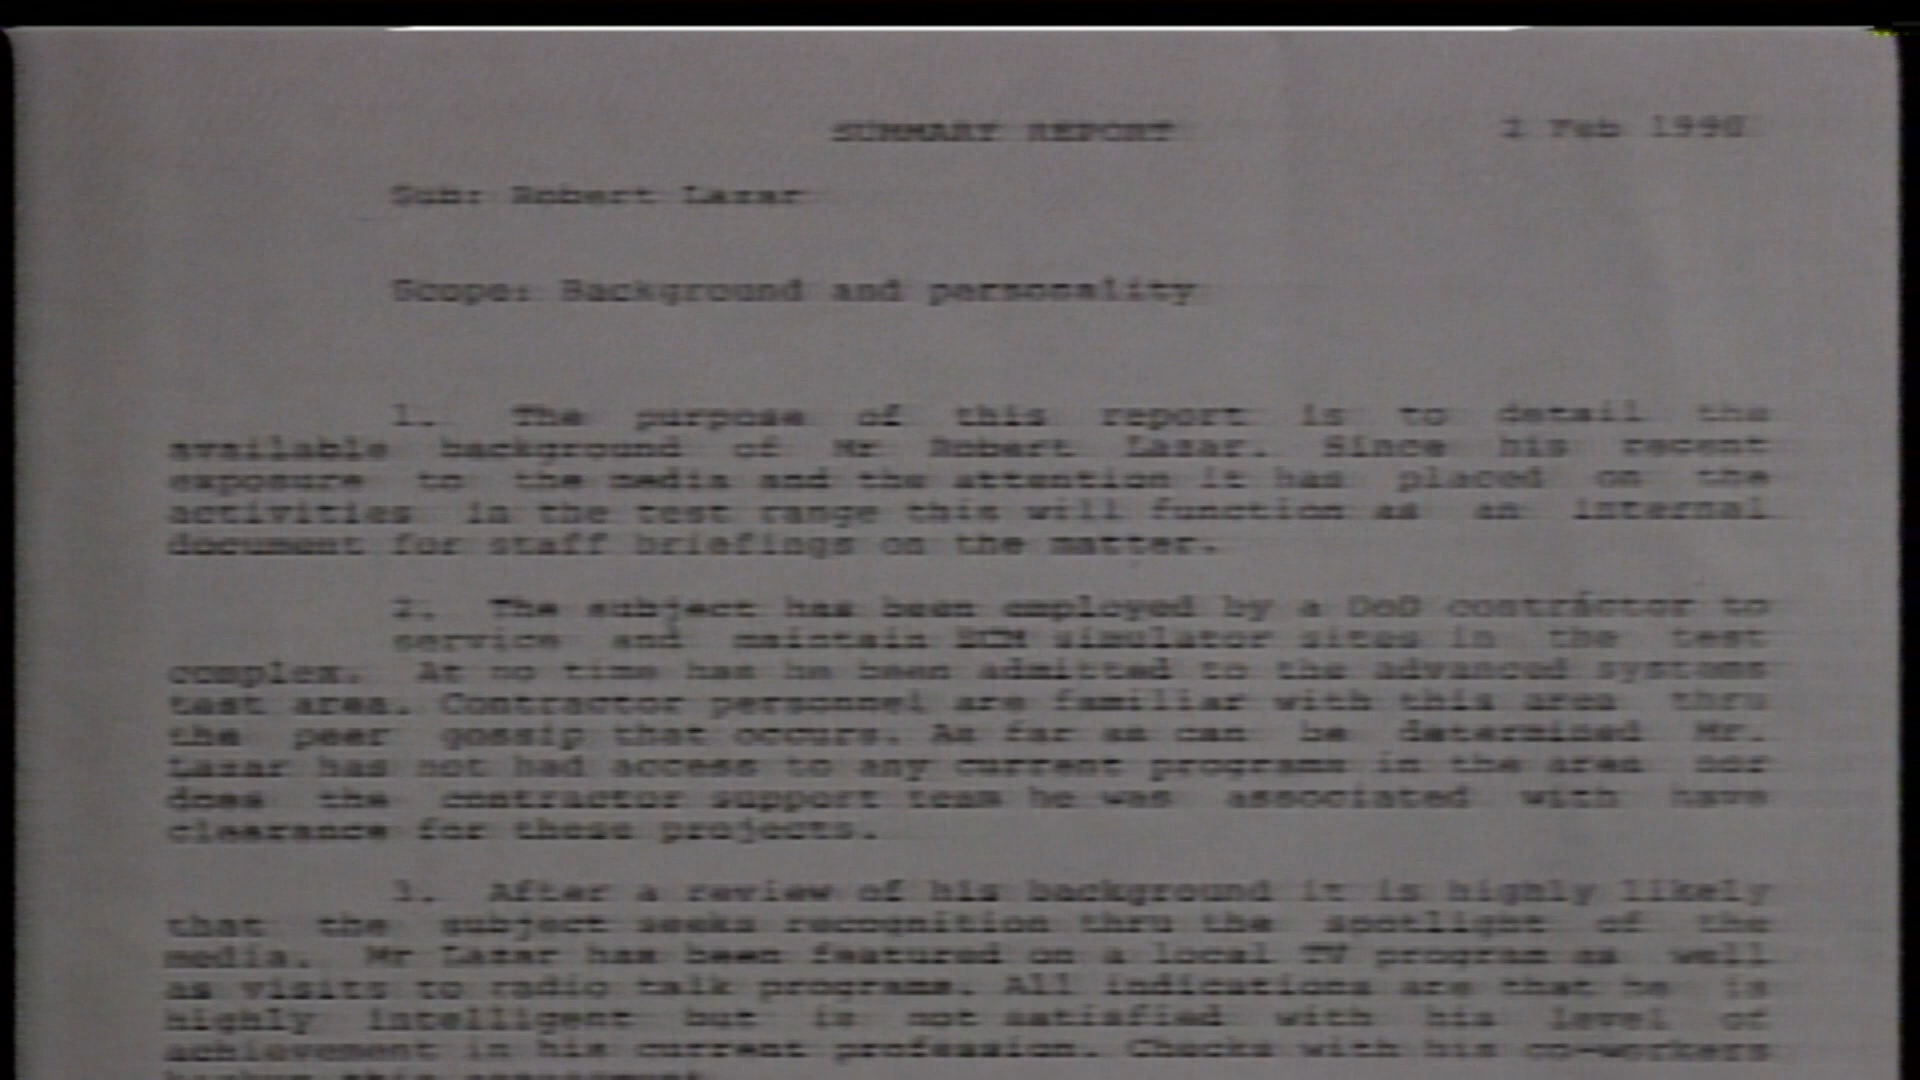 SUMMARY REPORT 2 Feb 1990
Sub: Robert Lazar
Scope: Background and personality
1. The purpose of this report is to detail the
available background of Mr Robert Lazar. Since his recent
exposure to the media and the attention it has placed on the
activities in the test range this will function as an internal
document for staff briefings on the matter.
2. The subject has been employed by a DoD contractor to
service and maintain ECM simulator sites in the test
complex. At no time has he been admitted to the advanced systems
test area. Contractor personnel are familiar with this area thru
the peer gossip that occurs. As far as can be determined Mr.
Lazar has not had access to any current programs in the area nor
does the contractor support team he was associated with have
clearance for those projects.
3. After a review of his background it is highly likely
that the subject seeks recognition thru the spotlight of the
media. Mr Lazar has been featured on a local TV program as well
as visits to radio talk programs. All indications are that he is
highly intelligent but is not satisfied with his level of
achievement in his current profession. Checks with his co-workers